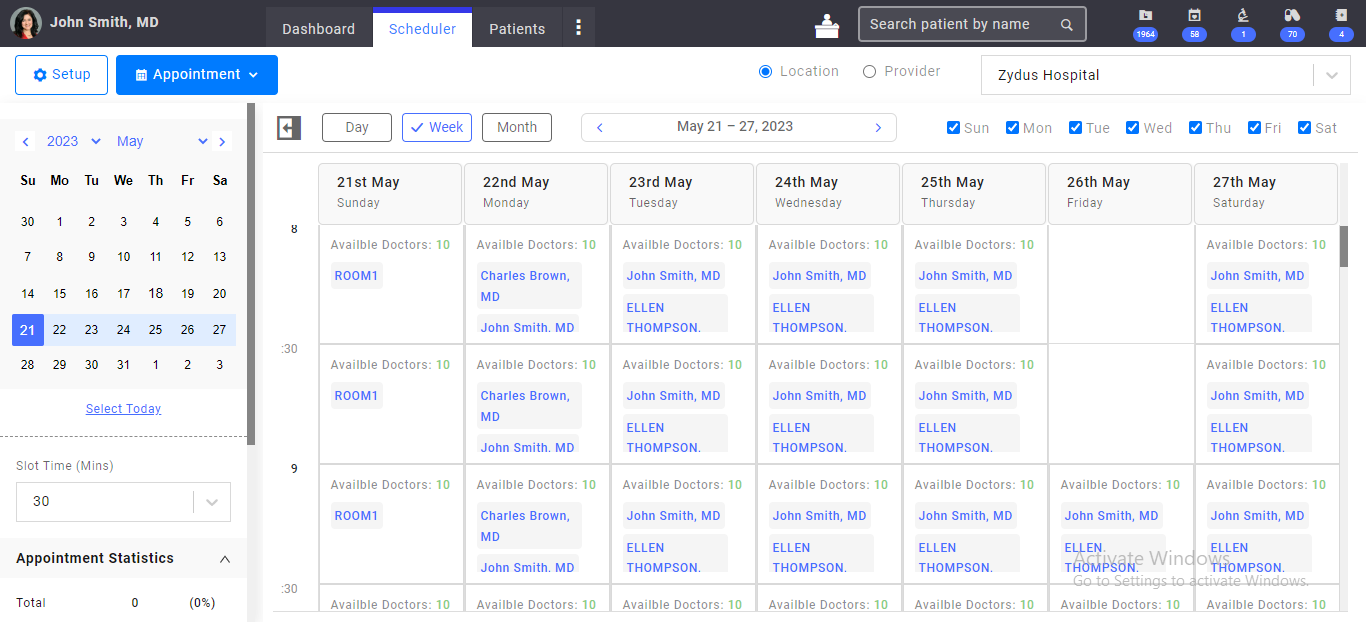 John Smith, MD
Dashboard Scheduler Patients
Search patient by name
1964 58 1 70 4
Setup Appointment
Location Provider
Zydus Hospital
2023 May
Su Mo Tu We Th Fr Sa
30 1 2 3 4 5 6
7 8 9 10 11 12 13
14 15 16 17 18 19 20
21 22 23 24 25 26 27
28 29 30 31 1 2 3
Select Today
Slot Time (Mins)
30
Appointment Statistics
Total 0 (0%)
Day Week Month
May 21 – 27, 2023
Sun Mon Tue Wed Thu Fri Sat
21st May 22nd May 23rd May 24th May 25th May 26th May 27th May
Sunday Monday Tuesday Wednesday Thursday Friday Saturday
8
Availble Doctors: 10 Availble Doctors: 10 Availble Doctors: 10 Availble Doctors: 10 Availble Doctors: 10 Availble Doctors: 10
ROOM1 Charles Brown, John Smith, MD John Smith, MD John Smith, MD John Smith, MD
MD ELLEN ELLEN ELLEN ELLEN
John Smith, MD THOMPSON, THOMPSON, THOMPSON, THOMPSON,
:30
Availble Doctors: 10 Availble Doctors: 10 Availble Doctors: 10 Availble Doctors: 10 Availble Doctors: 10 Availble Doctors: 10
ROOM1 Charles Brown, John Smith, MD John Smith, MD John Smith, MD John Smith, MD
MD ELLEN ELLEN ELLEN ELLEN
John Smith, MD THOMPSON, THOMPSON, THOMPSON, THOMPSON,
9
Availble Doctors: 10 Availble Doctors: 10 Availble Doctors: 10 Availble Doctors: 10 Availble Doctors: 10 Availble Doctors: 10 Availble Doctors: 10
ROOM1 Charles Brown, John Smith, MD John Smith, MD John Smith, MD John Smith, MD John Smith, MD
MD ELLEN ELLEN ELLEN ELLEN ELLEN
John Smith, MD THOMPSON, THOMPSON, THOMPSON, THOMPSON, THOMPSON,
:30
Availble Doctors: 10 Availble Doctors: 10 Availble Doctors: 10 Availble Doctors: 10 Availble Doctors: 10 Availble Doctors: 10 Availble Doctors: 10
Activate Windows
Go to Settings to activate Windows.